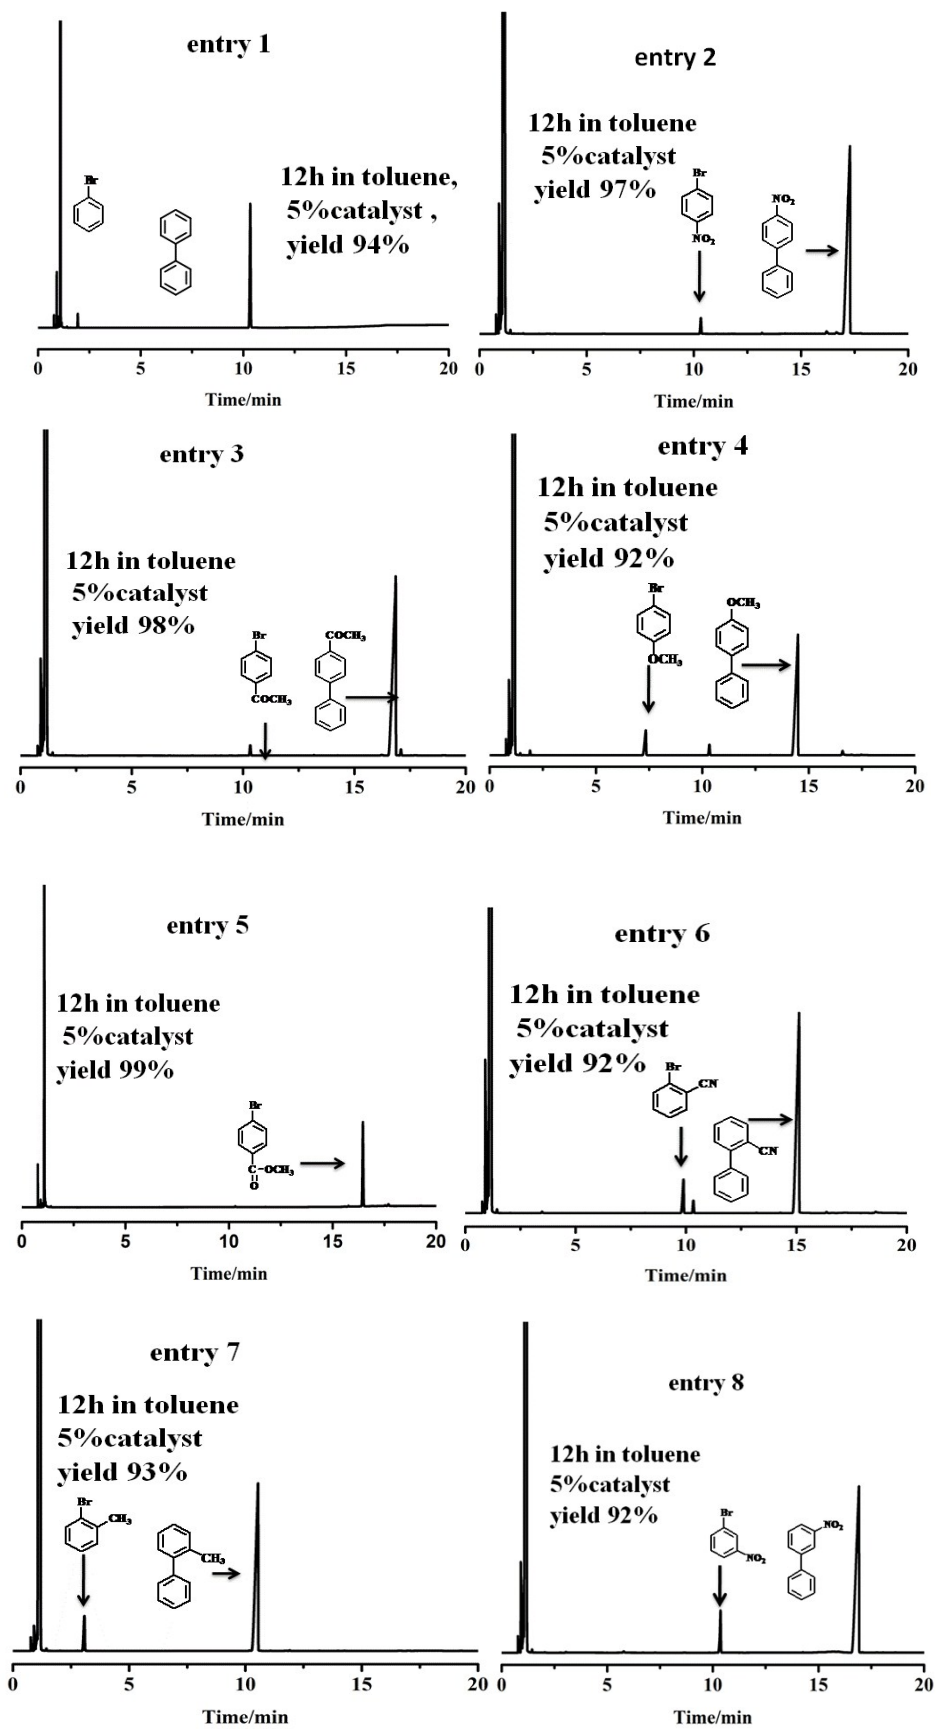 entry 1
12h in toluene,
5%catalyst ,
yield 94%
Br
0 5 10 15 20
Time/min
entry 2
12h in toluene
5%catalyst
yield 97%
Br
NO₂
NO₂
0 5 10 15 20
Time/min
entry 3
12h in toluene
5%catalyst
yield 98%
Br
COCH₃
COCH₃
0 5 10 15 20
Time/min
entry 4
12h in toluene
5%catalyst
yield 92%
Br
OCH₃
OCH₃
0 5 10 15 20
Time/min
entry 5
12h in toluene
5%catalyst
yield 99%
Br
C-OCH₃
O
0 5 10 15 20
Time/min
entry 6
12h in toluene
5%catalyst
yield 92%
Br
CN
CN
0 5 10 15 20
Time/min
entry 7
12h in toluene
5%catalyst
yield 93%
Br
CH₃
CH₃
0 5 10 15 20
Time/min
entry 8
12h in toluene
5%catalyst
yield 92%
Br
NO₂
NO₂
0 5 10 15 20
Time/min